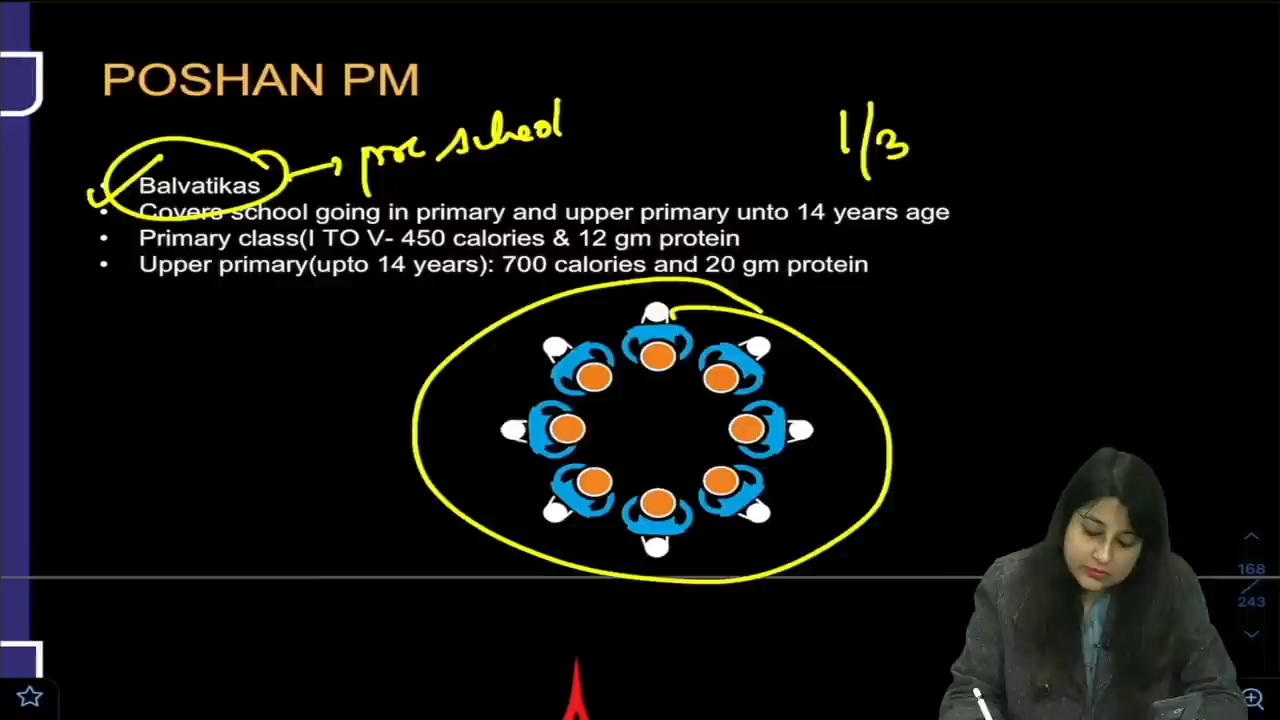 POSHAN PM
pre school
1/3
• Balvatikas
• Covers school going in primary and upper primary unto 14 years age
• Primary class(I TO V- 450 calories & 12 gm protein
• Upper primary(upto 14 years): 700 calories and 20 gm protein
168
243